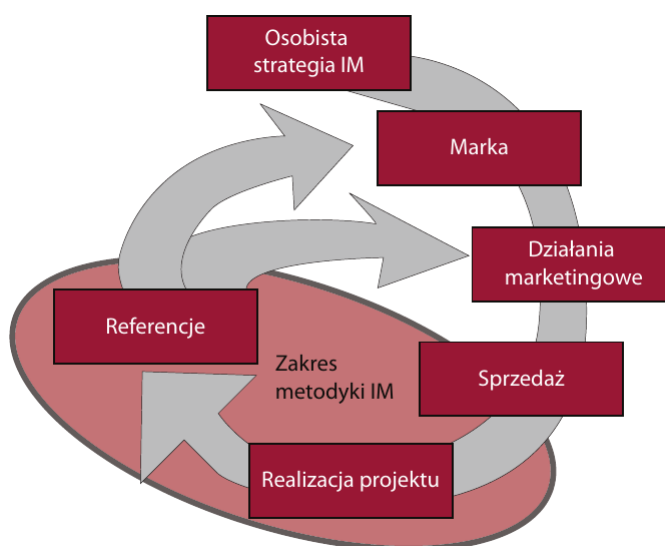 Osobista
strategia IM
Marka
Działania
marketingowe
Referencje
Zakres
metodyki IM
Sprzedaż
Realizacja projektu